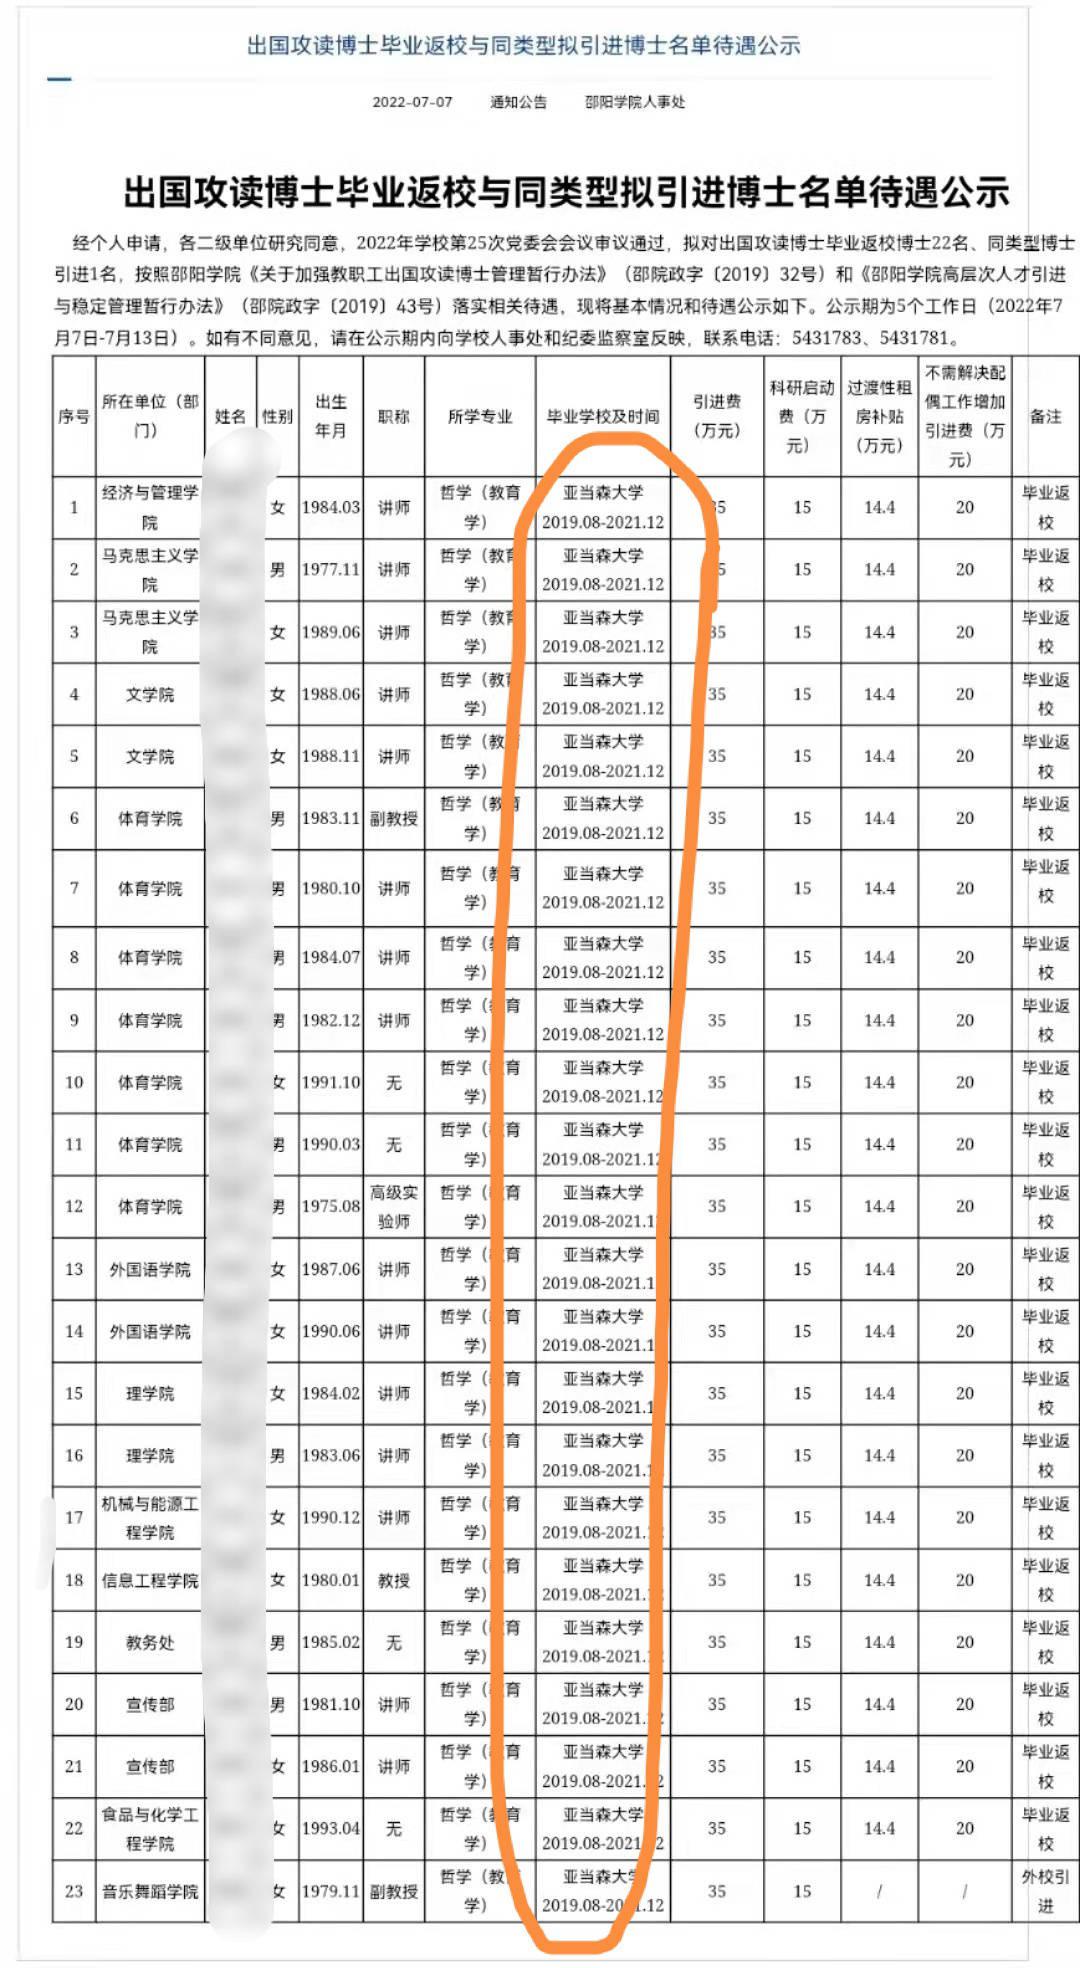 出国攻读博士毕业返校与同类型拟引进博士名单待遇公示
2022-07-07 通知公告 邵阳学院人事处
出国攻读博士毕业返校与同类型拟引进博士名单待遇公示
经个人申请，各二级单位研究同意，2022年学校第25次党委会会议审议通过，拟对出国攻读博士毕业返校博士22名、同类型博士
引进1名，按照邵阳学院《关于加强教职工出国攻读博士管理暂行办法》（邵院政字〔2019〕32号）和《邵阳学院高层次人才引进
与稳定管理暂行办法》（邵院政字〔2019〕43号）落实相关待遇，现将基本情况和待遇公示如下。公示期为5个工作日（2022年7
月7日-7月13日）。如有不同意见，请在公示期内向学校人事处和纪委监察室反映，联系电话：5431783、5431781。
序号 所在单位（部门） 姓名 性别 出生年月 职称 所学专业 毕业学校及时间 引进费（万元） 科研启动费（万元） 过渡性租房补贴（万元） 不需解决配偶工作增加引进费（万元） 备注
1 经济与管理学院 女 1984.03 讲师 哲学（教育学） 亚当森大学 2019.08-2021.12 35 15 14.4 20 毕业返校
2 马克思主义学院 男 1977.11 讲师 哲学（教育学） 亚当森大学 2019.08-2021.12 5 15 14.4 20 毕业返校
3 马克思主义学院 女 1989.06 讲师 哲学（教育学） 亚当森大学 2019.08-2021.12 35 15 14.4 20 毕业返校
4 文学院 女 1988.06 讲师 哲学（教育学） 亚当森大学 2019.08-2021.12 35 15 14.4 20 毕业返校
5 文学院 女 1988.11 讲师 哲学（教育学） 亚当森大学 2019.08-2021.12 35 15 14.4 20 毕业返校
6 体育学院 男 1983.11 副教授 哲学（教育学） 亚当森大学 2019.08-2021.12 35 15 14.4 20 毕业返校
7 体育学院 男 1980.10 讲师 哲学（教育学） 亚当森大学 2019.08-2021.12 35 15 14.4 20 毕业返校
8 体育学院 男 1984.07 讲师 哲学（教育学） 亚当森大学 2019.08-2021.12 35 15 14.4 20 毕业返校
9 体育学院 男 1982.12 讲师 哲学（教育学） 亚当森大学 2019.08-2021.12 35 15 14.4 20 毕业返校
10 体育学院 女 1991.10 无 哲学（教育学） 亚当森大学 2019.08-2021.12 35 15 14.4 20 毕业返校
11 体育学院 男 1990.03 无 哲学（教育学） 亚当森大学 2019.08-2021.12 35 15 14.4 20 毕业返校
12 体育学院 男 1975.08 高级实验师 哲学（教育学） 亚当森大学 2019.08-2021.1 35 15 14.4 20 毕业返校
13 外国语学院 女 1987.06 讲师 哲学（教育学） 亚当森大学 2019.08-2021.1 35 15 14.4 20 毕业返校
14 外国语学院 女 1990.06 讲师 哲学（教育学） 亚当森大学 2019.08-2021.1 35 15 14.4 20 毕业返校
15 理学院 女 1984.02 讲师 哲学（教育学） 亚当森大学 2019.08-2021.1 35 15 14.4 20 毕业返校
16 理学院 男 1983.06 讲师 哲学（教育学） 亚当森大学 2019.08-2021.1 35 15 14.4 20 毕业返校
17 机械与能源工程学院 女 1990.12 讲师 哲学（教育学） 亚当森大学 2019.08-2021.12 35 15 14.4 20 毕业返校
18 信息工程学院 女 1980.01 教授 哲学（教育学） 亚当森大学 2019.08-2021.12 35 15 14.4 20 毕业返校
19 教务处 男 1985.02 无 哲学（教育学） 亚当森大学 2019.08-2021.12 35 15 14.4 20 毕业返校
20 宣传部 男 1981.10 讲师 哲学（教育学） 亚当森大学 2019.08-2021.12 35 15 14.4 20 毕业返校
21 宣传部 女 1986.01 讲师 哲学（教育学） 亚当森大学 2019.08-2021.12 35 15 14.4 20 毕业返校
22 食品与化学工程学院 女 1993.04 无 哲学（教育学） 亚当森大学 2019.08-2021.12 35 15 14.4 20 毕业返校
23 音乐舞蹈学院 女 1979.11 副教授 哲学（教育学） 亚当森大学 2019.08-2021.12 35 15 / / 外校引进